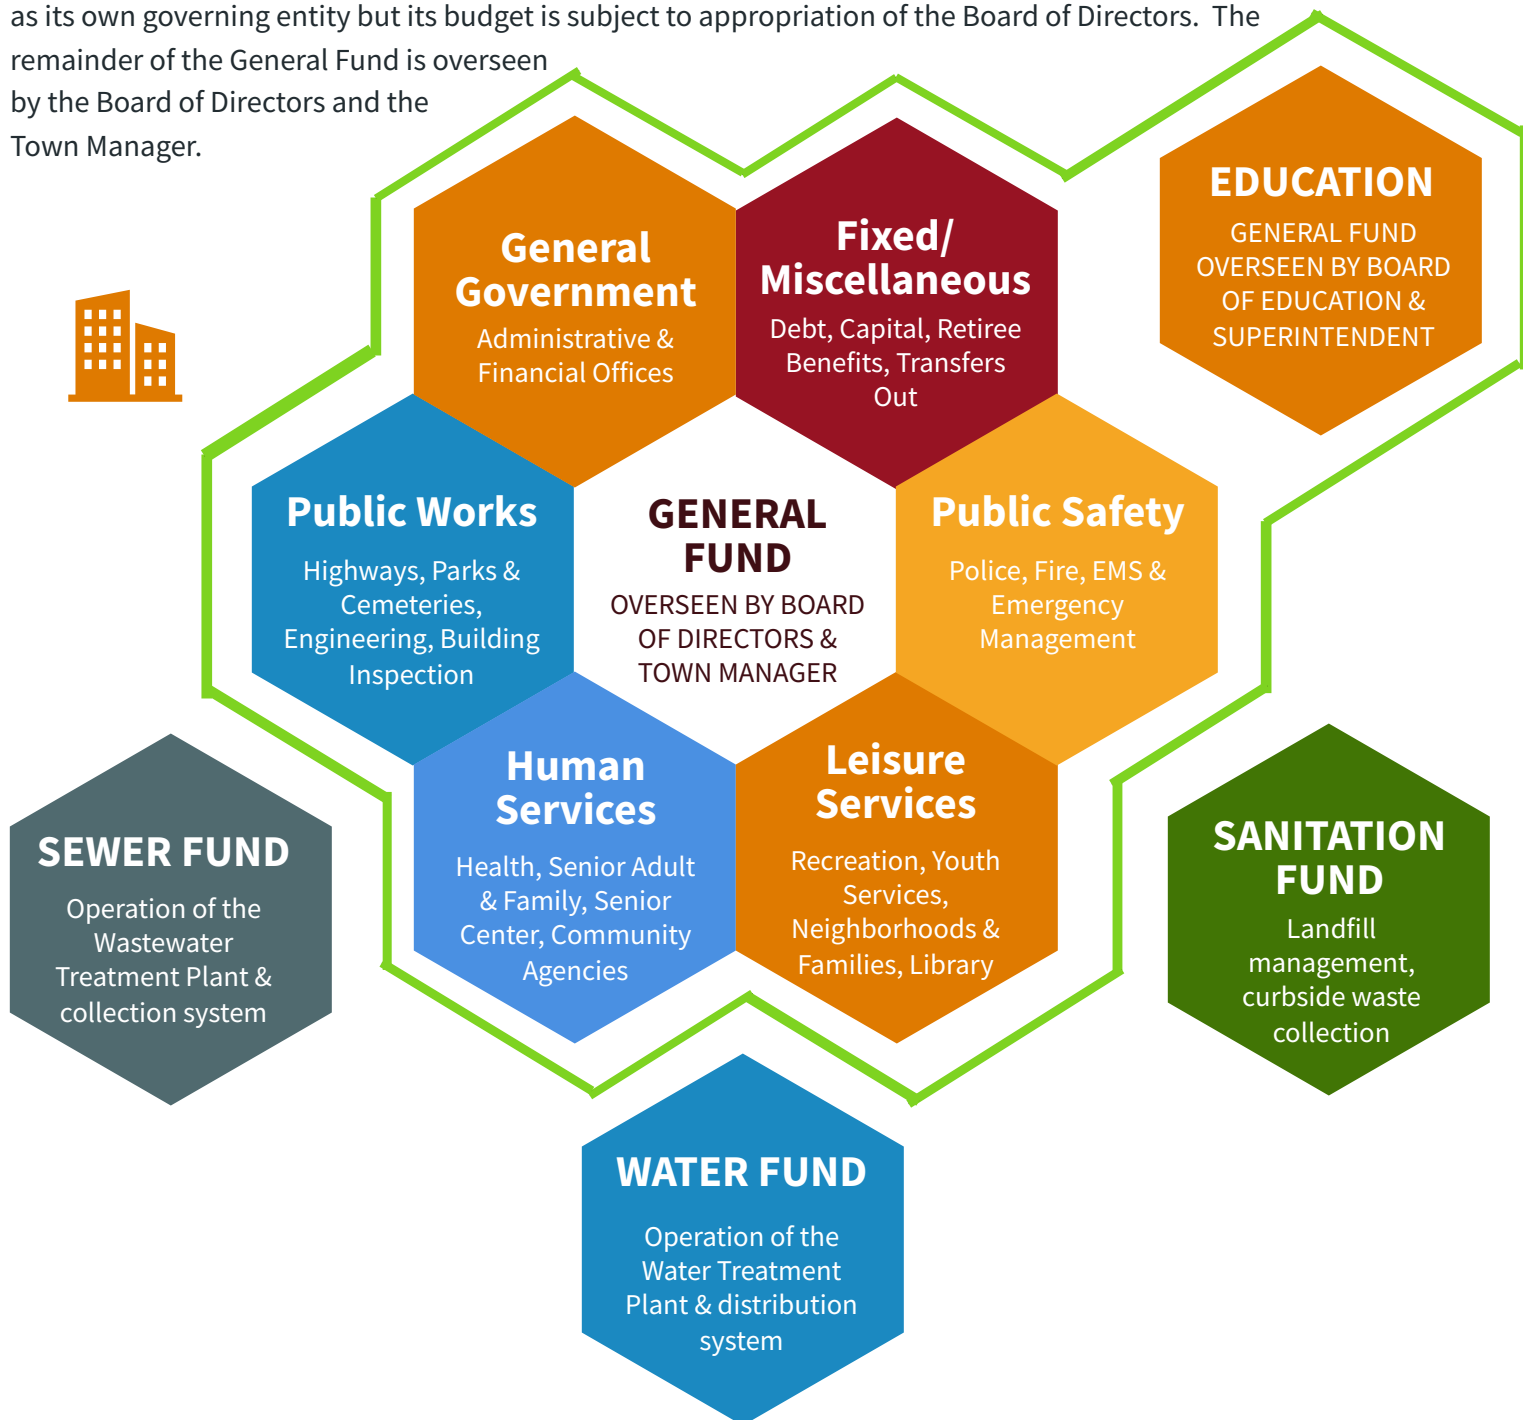 as its own governing entity but its budget is subject to appropriation of the Board of Directors.  The
remainder of the General Fund is overseen
by the Board of Directors and the
Town Manager.
EDUCATION
GENERAL FUND
OVERSEEN BY BOARD
OF EDUCATION &
SUPERINTENDENT
General
Government
Administrative &
Financial Offices
Fixed/
Miscellaneous
Debt, Capital, Retiree
Benefits, Transfers
Out
Public Works
Highways, Parks &
Cemeteries,
Engineering, Building
Inspection
GENERAL
FUND
OVERSEEN BY BOARD
OF DIRECTORS &
TOWN MANAGER
Public Safety
Police, Fire, EMS &
Emergency
Management
Human
Services
Health, Senior Adult
& Family, Senior
Center, Community
Agencies
Leisure
Services
Recreation, Youth
Services,
Neighborhoods &
Families, Library
SEWER FUND
Operation of the
Wastewater
Treatment Plant &
collection system
SANITATION
FUND
Landfill
management,
curbside waste
collection
WATER FUND
Operation of the
Water Treatment
Plant & distribution
system